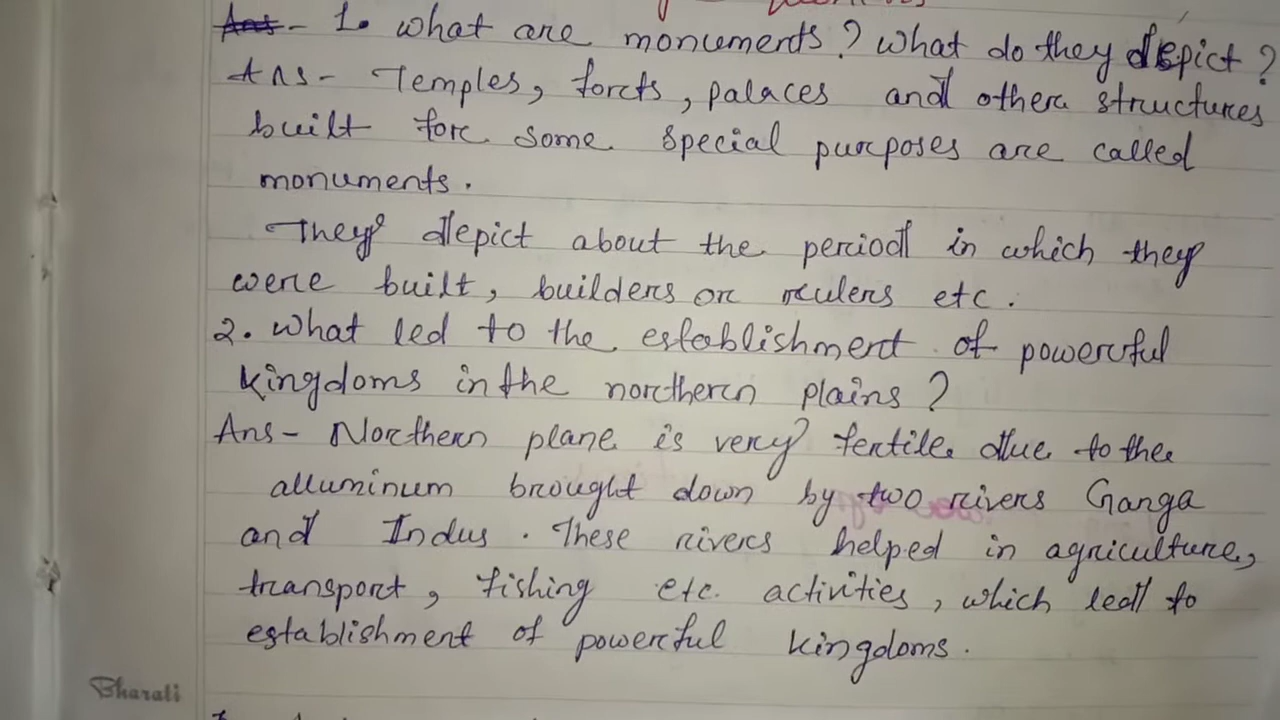 Ans - 1. What are monuments? What do they depict?
Ans - Temples, forts, palaces and other structures
built for some special purposes are called
monuments.
They depict about the period in which they
were built, builders or rulers etc.
2. What led to the establishment of powerful
kingdoms in the northern plains?
Ans - Northern plane is very fertile due to the
alluminum brought down by two rivers Ganga
and Indus. These rivers helped in agriculture,
transport, fishing etc. activities, which lead to
establishment of powerful kingdoms.
Bharati